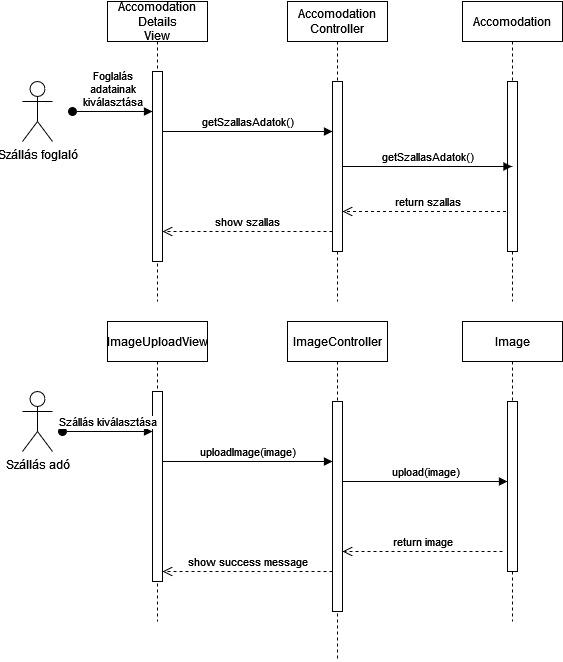 Accomodation
Details
View
Accomodation
Controller
Accomodation
Foglalás
adatainak
kiválasztása
Szállás foglaló
getSzallasAdatok()
getSzallasAdatok()
return szallas
show szallas
ImageUploadView
ImageController
Image
Szállás kiválasztása
Szállás adó
uploadImage(image)
upload(image)
return image
show success message